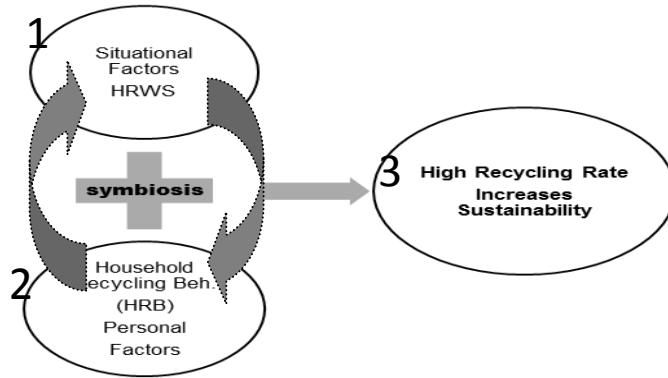 1
Situational
Factors
HRWS
symbiosis
2
Household
ecycling Beh.
(HRB)
Personal
Factors
3
High Recycling Rate
Increases
Sustainability